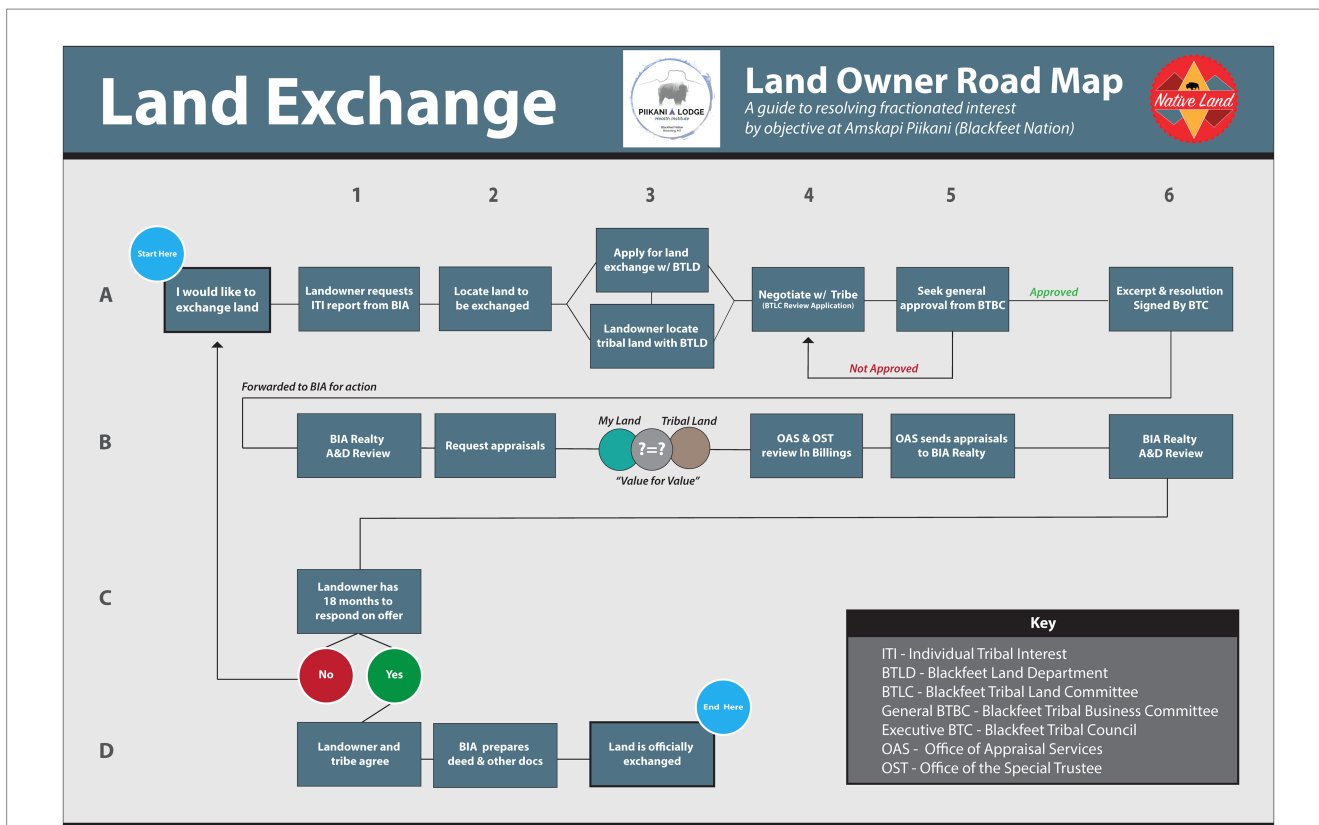 Land Exchange
PIIKANI LODGE
Health Institute
Blackfeet Nation
Browning MT
Land Owner Road Map
A guide to resolving fractionated interest
by objective at Amskapi Piikani (Blackfeet Nation)
Native Land
1
2
3
4
5
6
A
Start Here
I would like to
exchange land
Landowner requests
ITI report from BIA
Locate land to
be exchanged
Apply for land
exchange w/ BTLD
Landowner locate
tribal land with BTLD
Negotiate w/ Tribe
(BTLC Review Application)
Seek general
approval from BTBC
Approved
Not Approved
Excerpt & resolution
Signed By BTC
Forwarded to BIA for action
B
BIA Realty
A&D Review
Request appraisals
My Land
Tribal Land
?=?
“Value for Value”
OAS & OST
review In Billings
OAS sends appraisals
to BIA Realty
BIA Realty
A&D Review
C
Landowner has
18 months to
respond on offer
No
Yes
D
Landowner and
tribe agree
BIA prepares
deed & other docs
Land is officially
exchanged
End Here
Key
ITI - Individual Tribal Interest
BTLD - Blackfeet Land Department
BTLC - Blackfeet Tribal Land Committee
General BTBC - Blackfeet Tribal Business Committee
Executive BTC - Blackfeet Tribal Council
OAS - Office of Appraisal Services
OST - Office of the Special Trustee